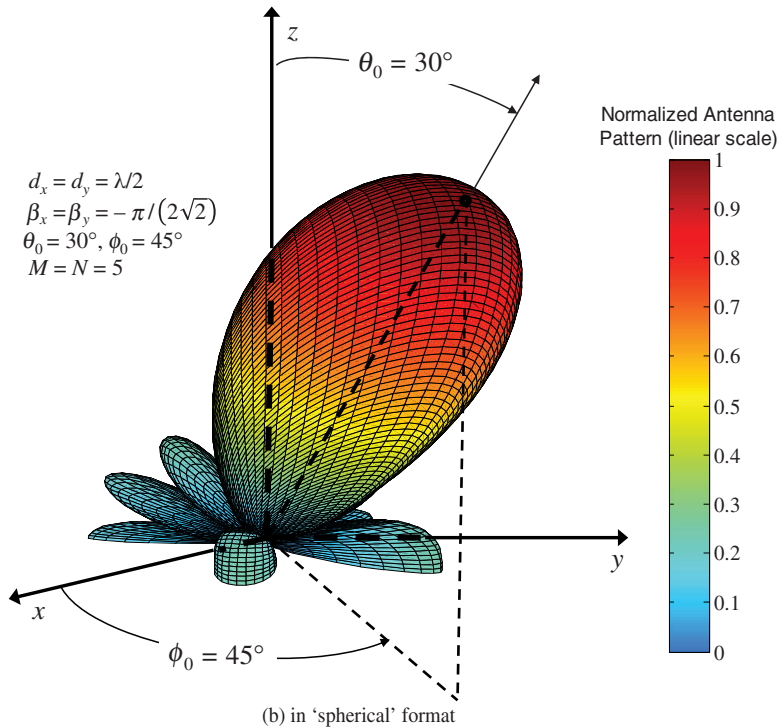 z
θ₀ = 30°
Normalized Antenna
Pattern (linear scale)
dₓ = d_y = λ/2
βₓ = β_y = − π/(2√2)
θ₀ = 30°, ϕ₀ = 45°
M = N = 5
1
0.9
0.8
0.7
0.6
0.5
0.4
0.3
0.2
0.1
0
y
x
ϕ₀ = 45°
(b) in ‘spherical’ format